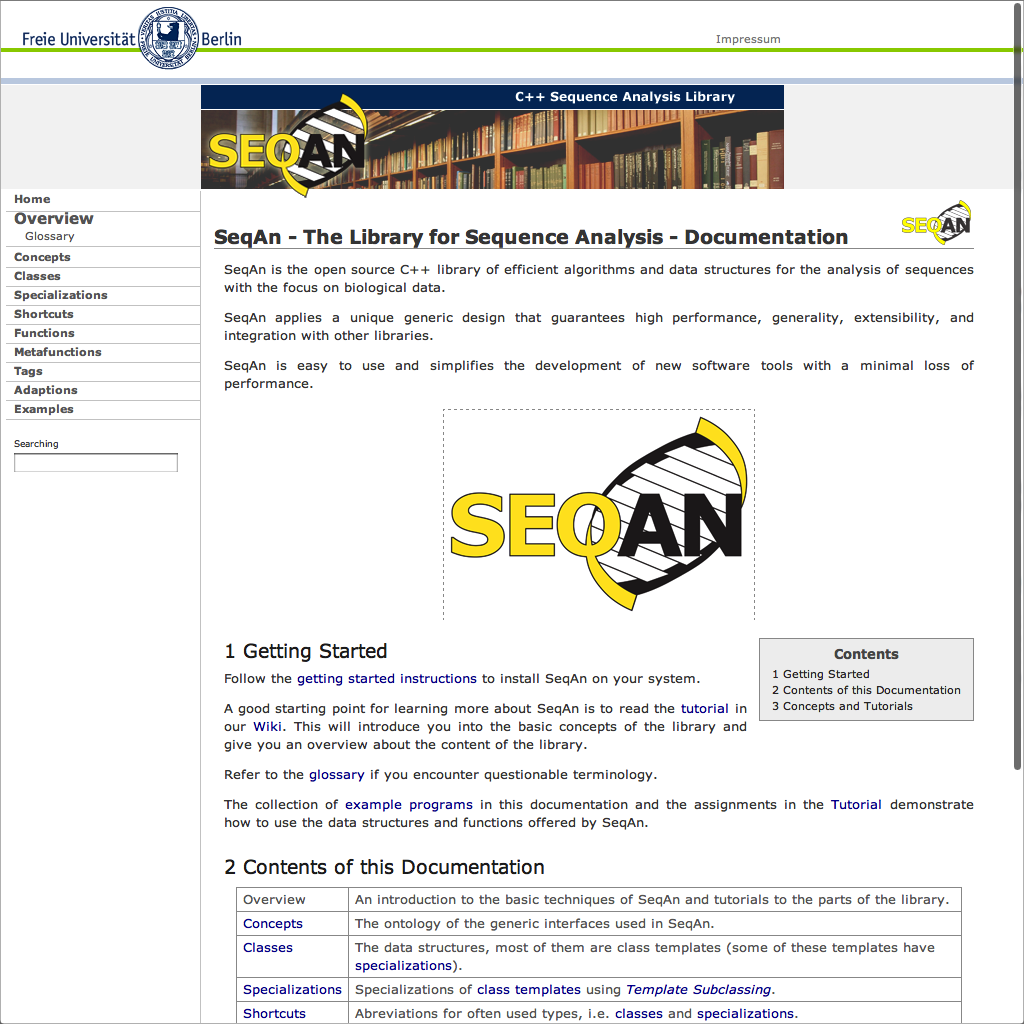 Freie Universität Berlin
Impressum
C++ Sequence Analysis Library
SEQAN
Home
Overview
Glossary
Concepts
Classes
Specializations
Shortcuts
Functions
Metafunctions
Tags
Adaptions
Examples
Searching
SEQAN
SeqAn - The Library for Sequence Analysis - Documentation
SeqAn is the open source C++ library of efficient algorithms and data structures for the analysis of sequences
with the focus on biological data.
SeqAn applies a unique generic design that guarantees high performance, generality, extensibility, and
integration with other libraries.
SeqAn is easy to use and simplifies the development of new software tools with a minimal loss of
performance.
SEQAN
1 Getting Started
Follow the getting started instructions to install SeqAn on your system.
A good starting point for learning more about SeqAn is to read the tutorial in
our Wiki. This will introduce you into the basic concepts of the library and
give you an overview about the content of the library.
Refer to the glossary if you encounter questionable terminology.
The collection of example programs in this documentation and the assignments in the Tutorial demonstrate
how to use the data structures and functions offered by SeqAn.
Contents
1 Getting Started
2 Contents of this Documentation
3 Concepts and Tutorials
2 Contents of this Documentation
Overview An introduction to the basic techniques of SeqAn and tutorials to the parts of the library.
Concepts The ontology of the generic interfaces used in SeqAn.
Classes The data structures, most of them are class templates (some of these templates have
specializations).
Specializations Specializations of class templates using Template Subclassing.
Shortcuts Abreviations for often used types, i.e. classes and specializations.